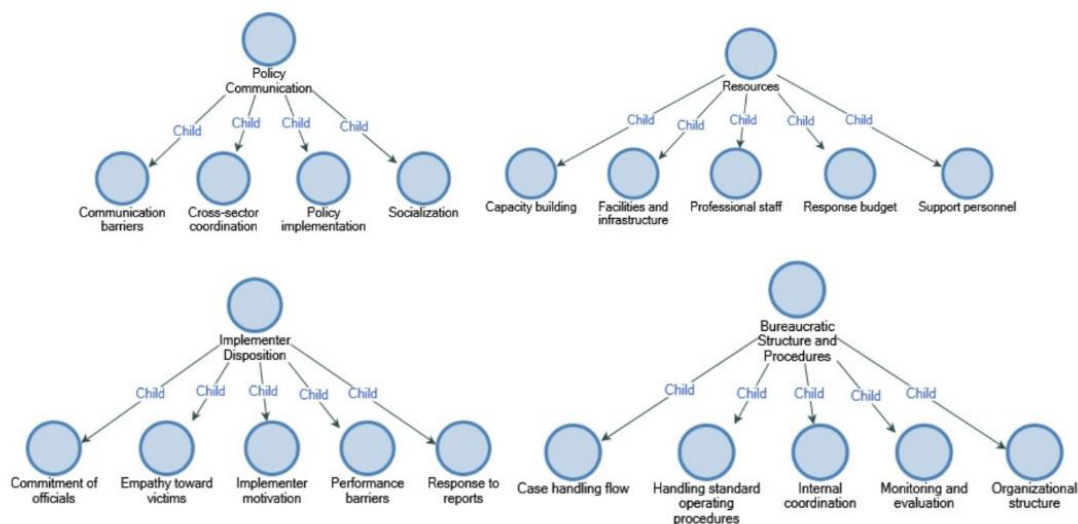 Policy
Communication
Child
Child
Child
Child
Communication
barriers
Cross-sector
coordination
Policy
implementation
Socialization
Resources
Child
Child
Child
Child
Child
Capacity building
Facilities and
infrastructure
Professional staff
Response budget
Support personnel
Implementer
Disposition
Child
Child
Child
Child
Child
Commitment of
officials
Empathy toward
victims
Implementer
motivation
Performance
barriers
Response to
reports
Bureaucratic
Structure and
Procedures
Child
Child
Child
Child
Child
Case handling flow
Handling standard
operating
procedures
Internal
coordination
Monitoring and
evaluation
Organizational
structure